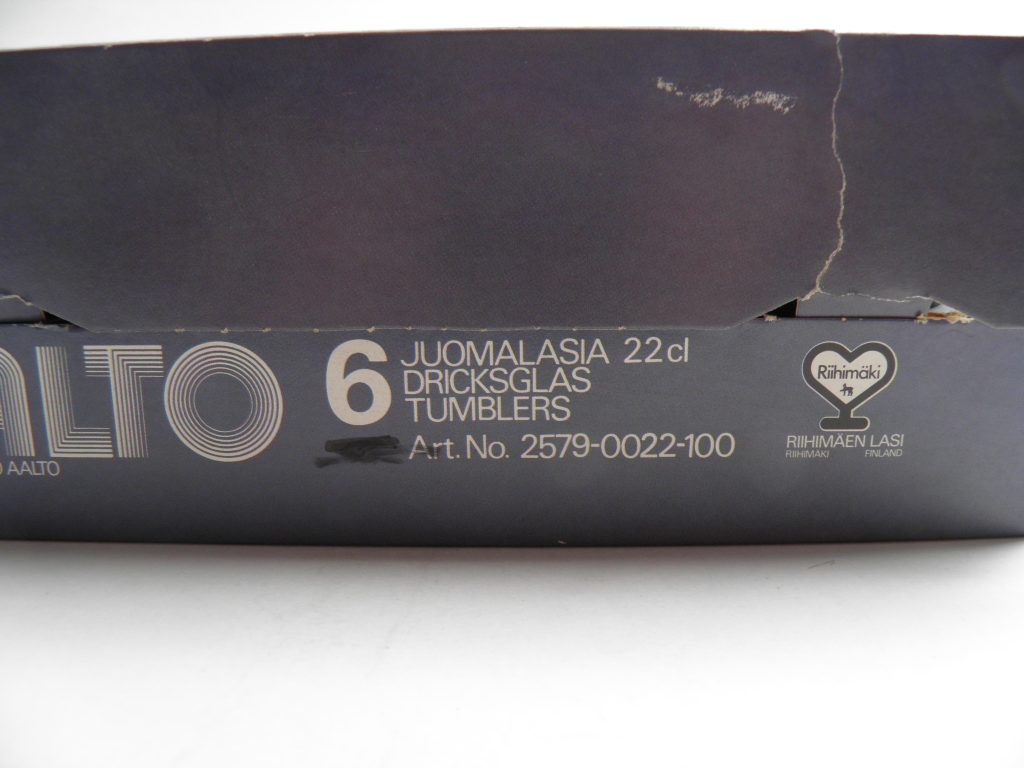 ALTO
AALTO
6 JUOMALASIA 22 cl
DRICKSGLAS
TUMBLERS
Art. No. 2579-0022-100
Riihimäki
RIIHIMÄEN LASI
RIIHIMÄKI FINLAND